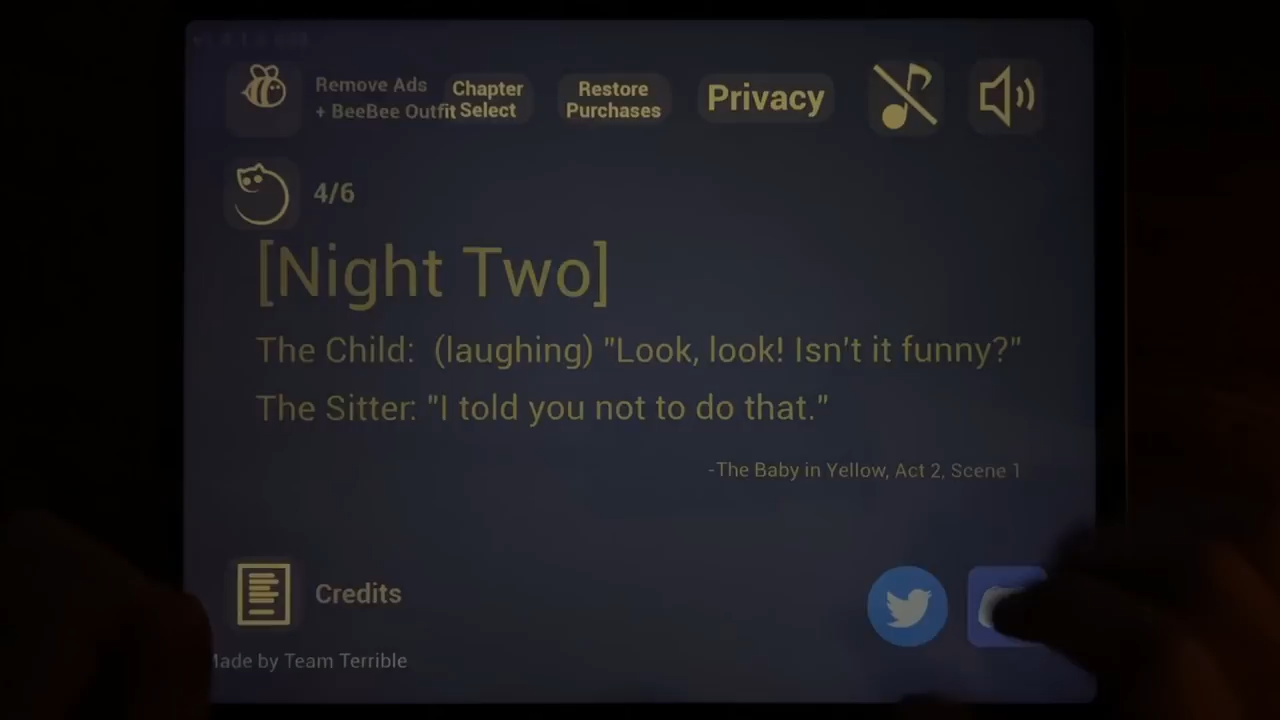 Remove Ads
+ BeeBee Outfit
Chapter
Select
Restore
Purchases
Privacy
4/6
[Night Two]
The Child: (laughing) "Look, look! Isn't it funny?"
The Sitter: "I told you not to do that."
-The Baby in Yellow, Act 2, Scene 1
Credits
Made by Team Terrible